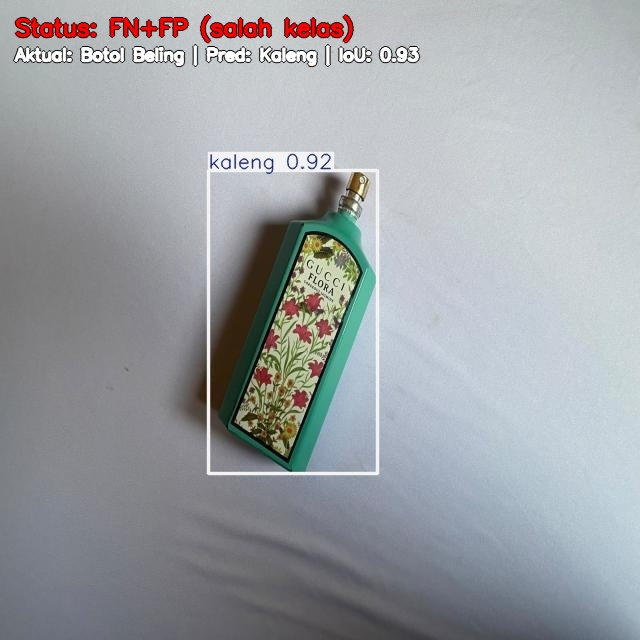 Status: FN+FP (salah kelas)
Aktual: Botol Beling | Pred: Kaleng | IoU: 0.93
kaleng 0.92
GUCCI
FLORA